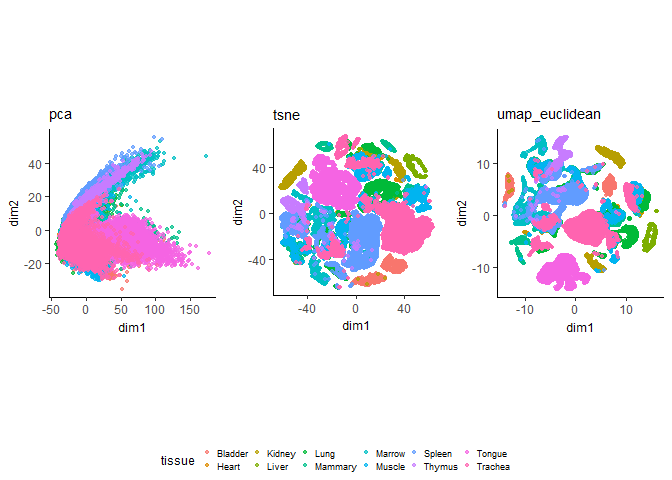 pca
tsne
umap_euclidean
dim2
40
20
0
-20
-50
0
50
100
150
dim1
dim2
40
0
-40
-40
0
40
dim1
dim2
10
0
-10
-10
0
10
dim1
tissue
Bladder Kidney Lung Marrow Spleen Tongue
Heart Liver Mammary Muscle Thymus Trachea